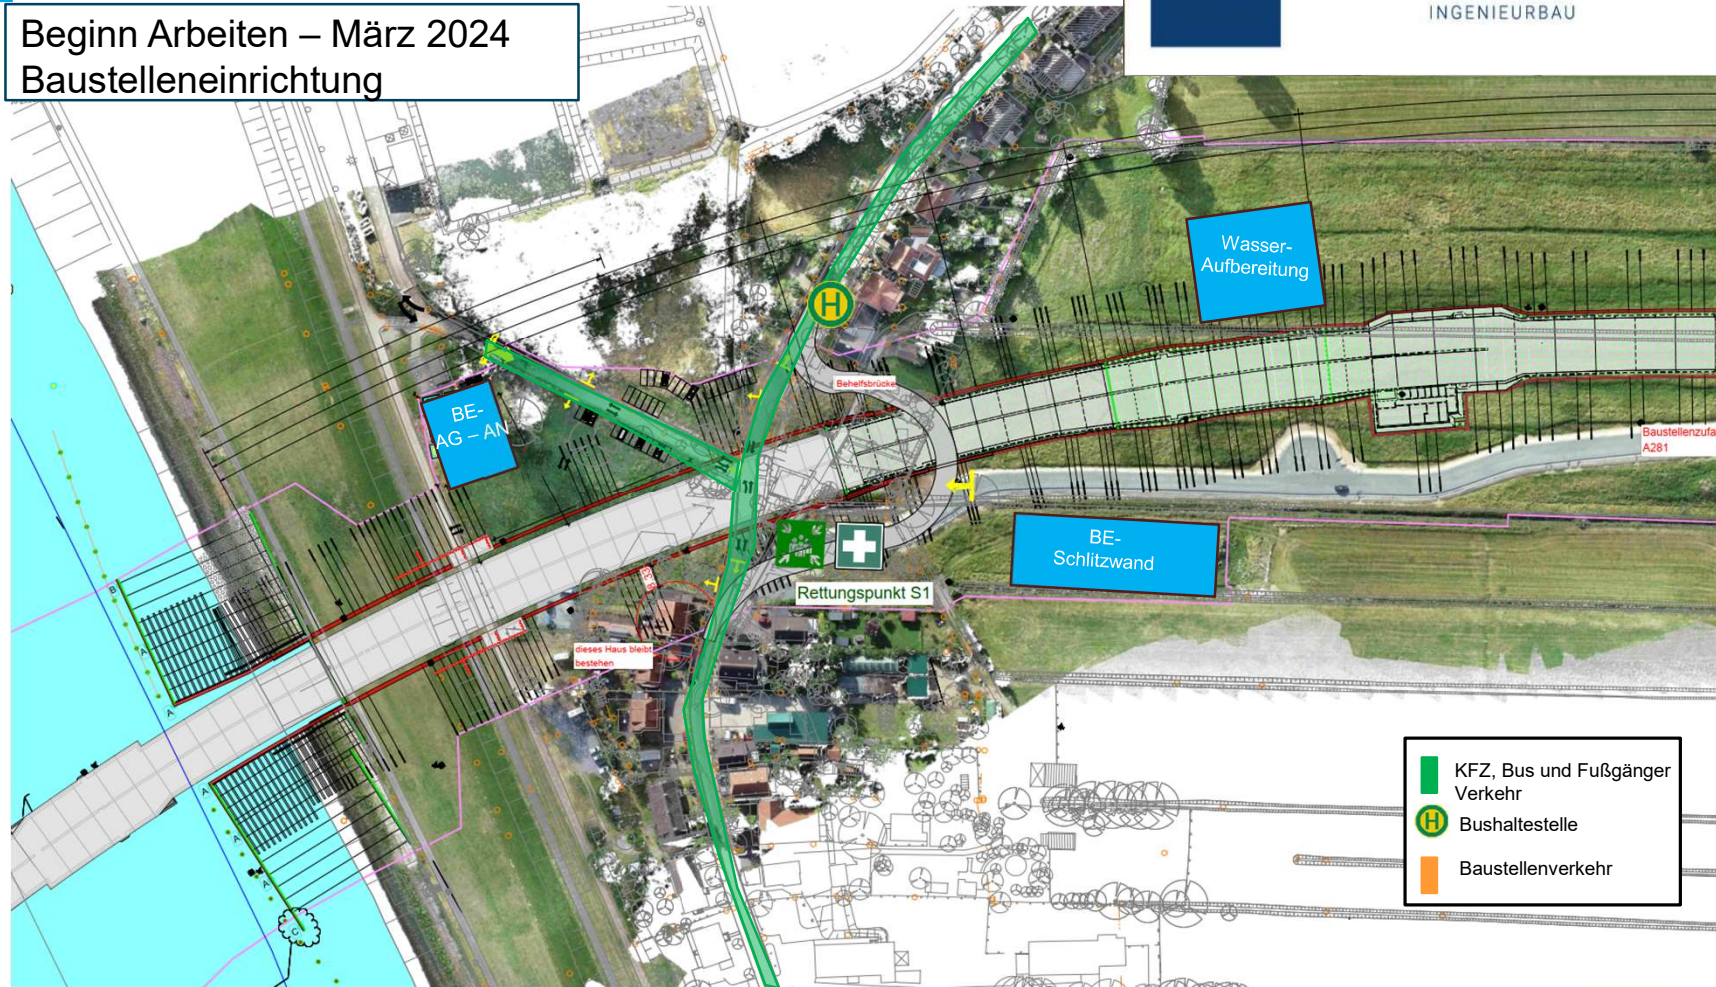 Beginn Arbeiten – März 2024
Baustelleneinrichtung
INGENIEURBAU
Wasser-
Aufbereitung
H
Behelfsbrücke
BE-
AG – AN
Baustellenzufa
A281
BE-
Schlitzwand
Rettungspunkt S1
dieses Haus bleibt
bestehen
B
A
A
A
A
A
A
C
KFZ, Bus und Fußgänger
Verkehr
H
Bushaltestelle
Baustellenverkehr